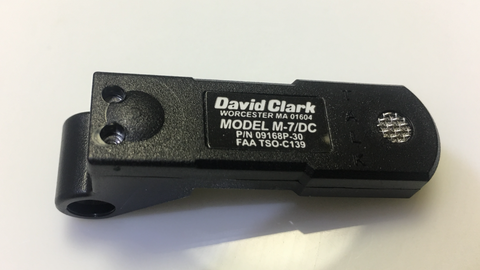 David Clark
WORCESTER MA 01604
MODEL M-7/DC
P/N 09168P-30
FAA TSO-C139